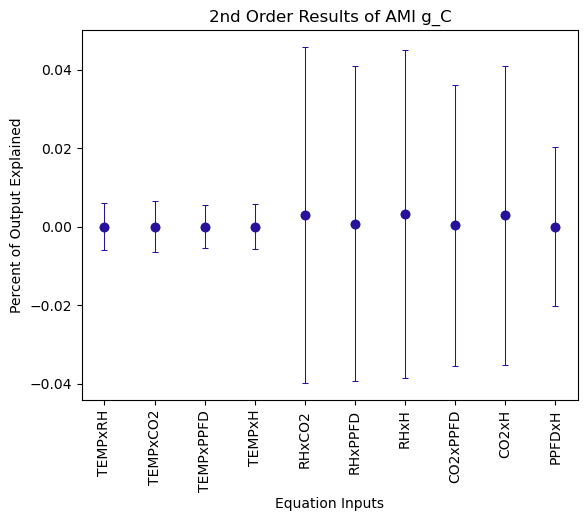 2nd Order Results of AMI g_C
Percent of Output Explained
0.04
0.02
0.00
−0.02
−0.04
TEMPxRH
TEMPxCO2
TEMPxPPFD
TEMPxH
RHxCO2
RHxPPFD
RHxH
CO2xPPFD
CO2xH
PPFDxH
Equation Inputs